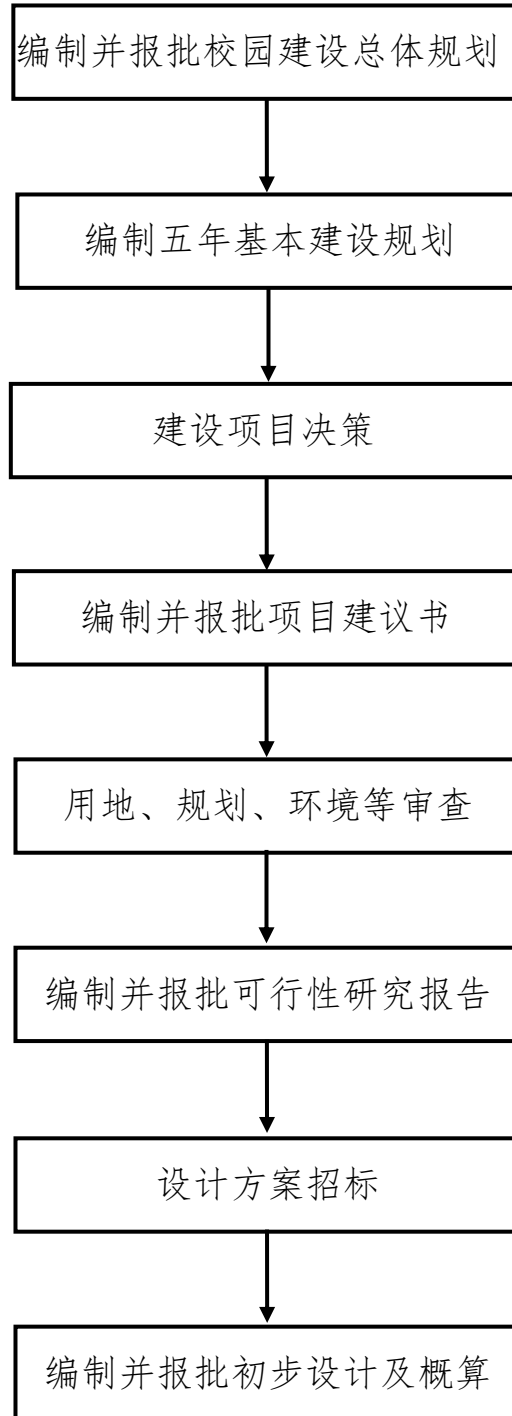 编制并报批校园建设总体规划
编制五年基本建设规划
建设项目决策
编制并报批项目建议书
用地、规划、环境等审查
编制并报批可行性研究报告
设计方案招标
编制并报批初步设计及概算